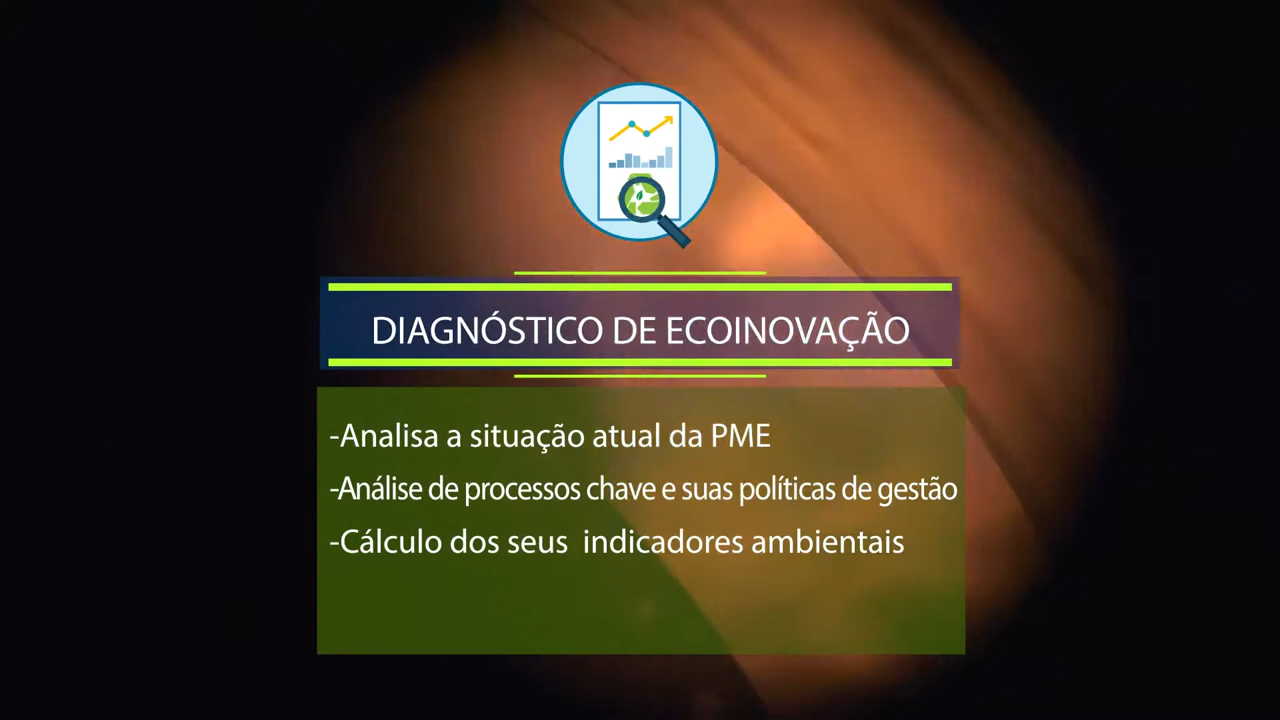 DIAGNÓSTICO DE ECOINOVAÇÃO
-Analisa a situação atual da PME
-Análise de processos chave e suas políticas de gestão
-Cálculo dos seus  indicadores ambientais